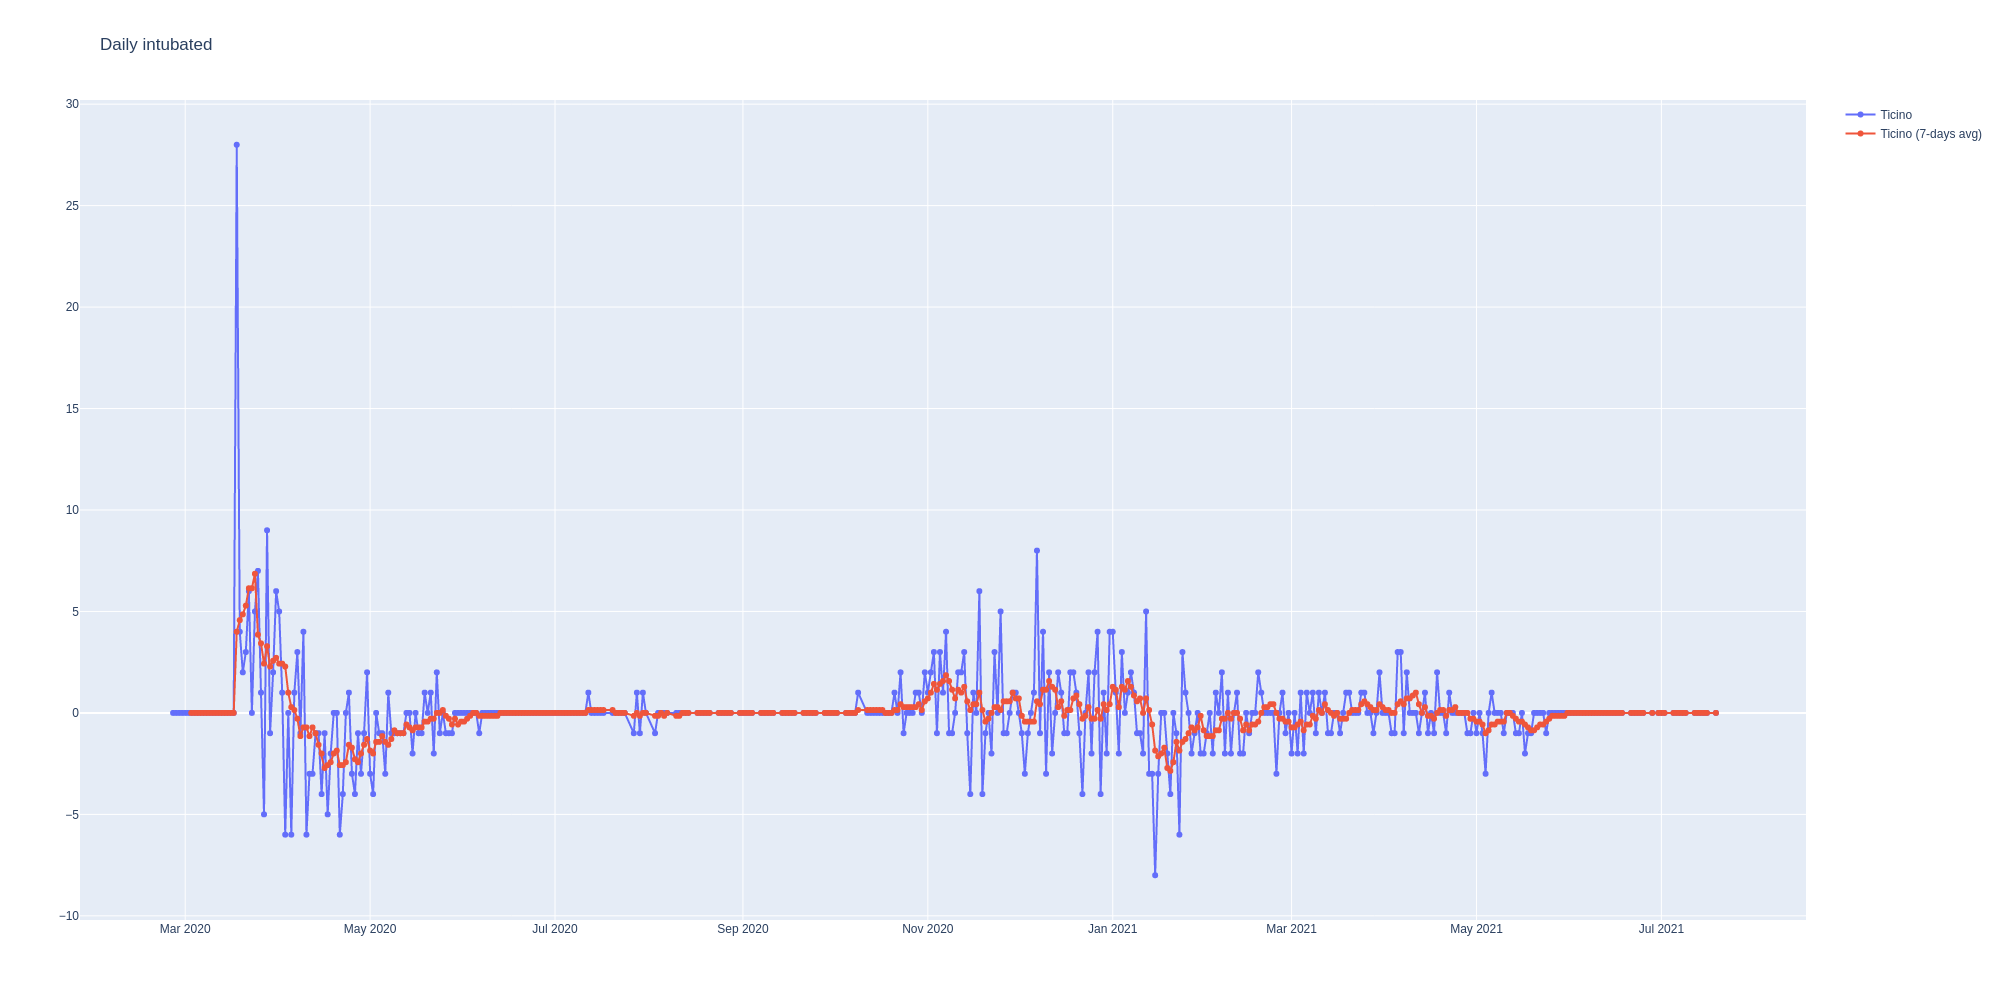 Daily intubated
Ticino
Ticino (7-days avg)
30
25
20
15
10
5
0
−5
−10
Mar 2020
May 2020
Jul 2020
Sep 2020
Nov 2020
Jan 2021
Mar 2021
May 2021
Jul 2021